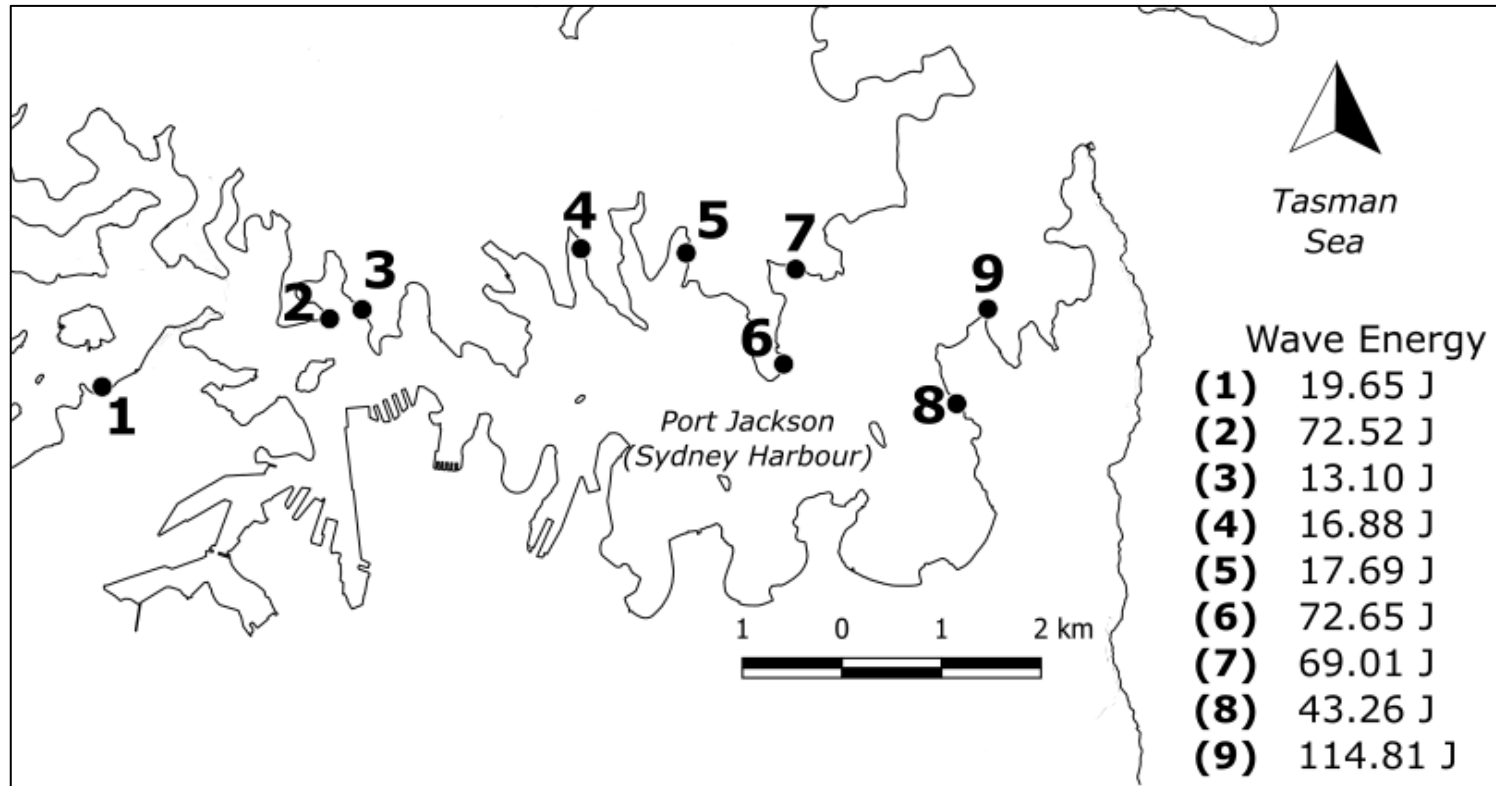 Tasman
Sea
4
5
7
3
9
2
6
1
8
Port Jackson
(Sydney Harbour)
1 0 1 2 km
Wave Energy
(1) 19.65 J
(2) 72.52 J
(3) 13.10 J
(4) 16.88 J
(5) 17.69 J
(6) 72.65 J
(7) 69.01 J
(8) 43.26 J
(9) 114.81 J